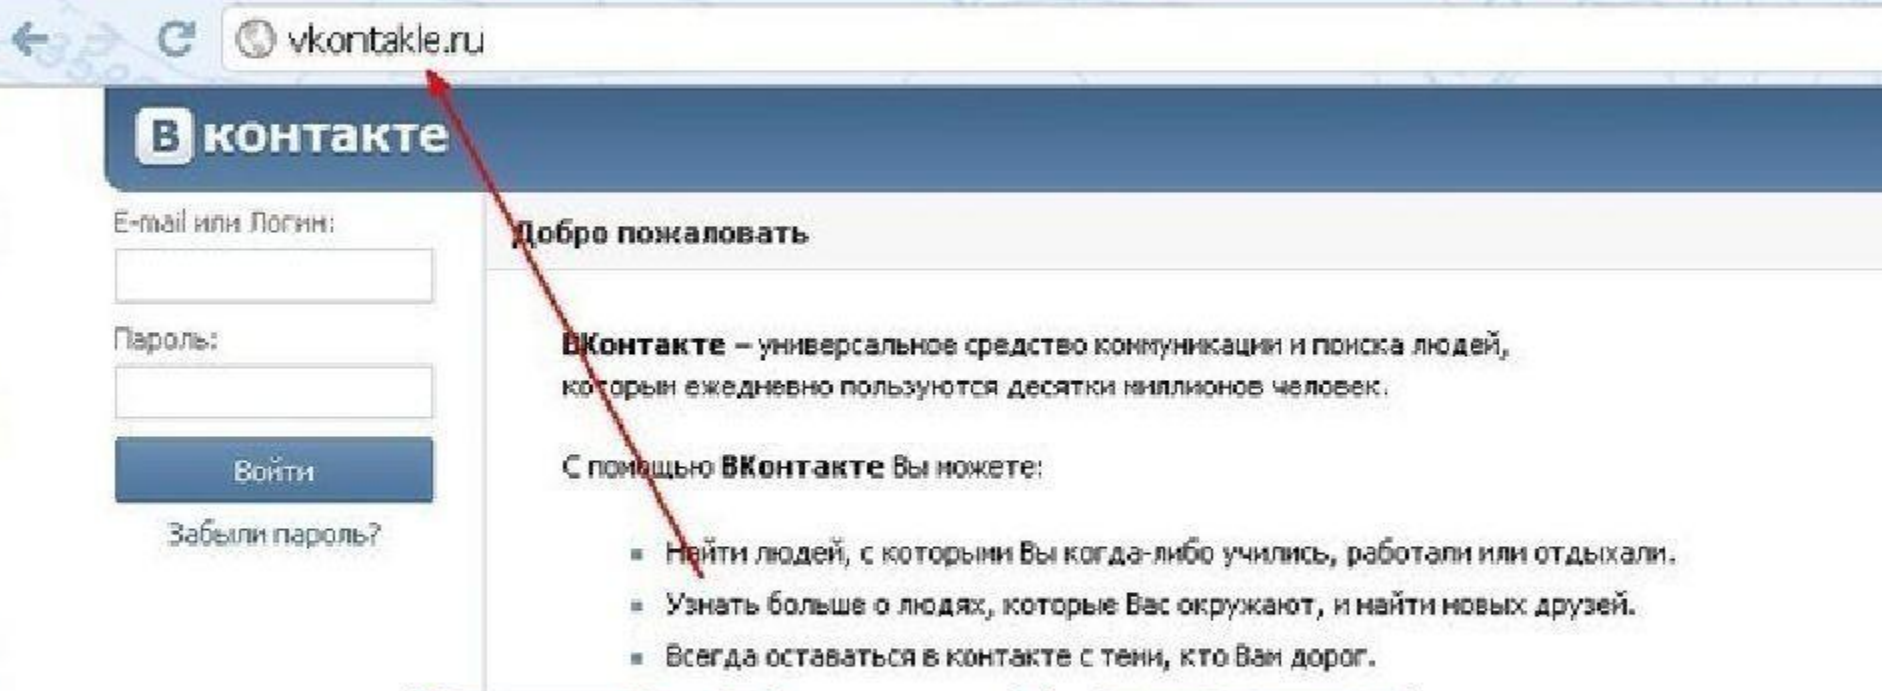 vkontakle.ru
В контакте
E-mail или Логин:
Пароль:
Войти
Забыли пароль?
Добро пожаловать
ВКонтакте – универсальное средство коммуникации и поиска людей,
которым ежедневно пользуются десятки миллионов человек.
С помощью ВКонтакте Вы можете:
Найти людей, с которыми Вы когда-либо учились, работали или отдыхали.
Узнать больше о людях, которые Вас окружают, и найти новых друзей.
Всегда оставаться в контакте с теми, кто Вам дорог.